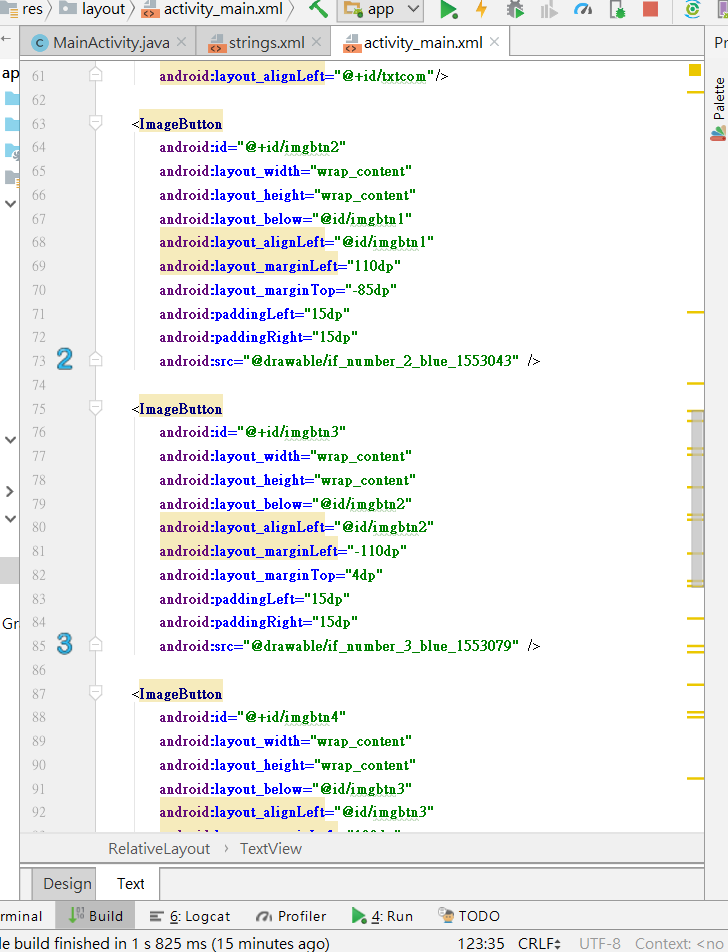 res layout activity_main.xml app
MainActivity.java strings.xml activity_main.xml Pr
ap
Palette
61 android:layout_alignLeft="@+id/txtcom"/>
62
63 <ImageButton
64 android:id="@+id/imgbtn2"
65 android:layout_width="wrap_content"
66 android:layout_height="wrap_content"
67 android:layout_below="@id/imgbtn1"
68 android:layout_alignLeft="@id/imgbtn1"
69 android:layout_marginLeft="110dp"
70 android:layout_marginTop="-85dp"
71 android:paddingLeft="15dp"
72 android:paddingRight="15dp"
73 2 android:src="@drawable/if_number_2_blue_1553043" />
74
75 <ImageButton
76 android:id="@+id/imgbtn3"
77 android:layout_width="wrap_content"
78 android:layout_height="wrap_content"
79 android:layout_below="@id/imgbtn2"
80 android:layout_alignLeft="@id/imgbtn2"
81 android:layout_marginLeft="-110dp"
82 android:layout_marginTop="4dp"
83 android:paddingLeft="15dp"
84 android:paddingRight="15dp"
Gr
85 3 android:src="@drawable/if_number_3_blue_1553079" />
86
87 <ImageButton
88 android:id="@+id/imgbtn4"
89 android:layout_width="wrap_content"
90 android:layout_height="wrap_content"
91 android:layout_below="@id/imgbtn3"
92 android:layout_alignLeft="@id/imgbtn3"
RelativeLayout › TextView
Design Text
rminal Build 6: Logcat Profiler 4: Run TODO
le build finished in 1 s 825 ms (15 minutes ago) 123:35 CRLF UTF-8 Context: <no